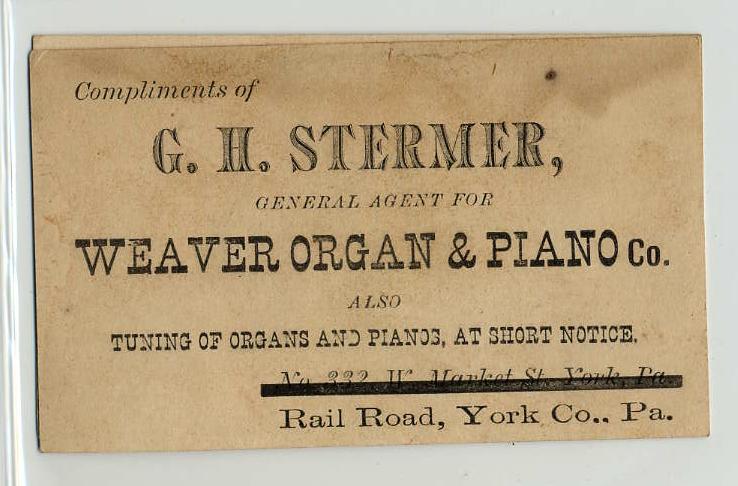 Compliments of
G. H. STERMER,
GENERAL AGENT FOR
WEAVER ORGAN & PIANO Co.
ALSO
TUNING OF ORGANS AND PIANOS, AT SHORT NOTICE.
No. 332 W. Market St. York, Pa.
Rail Road, York Co., Pa.